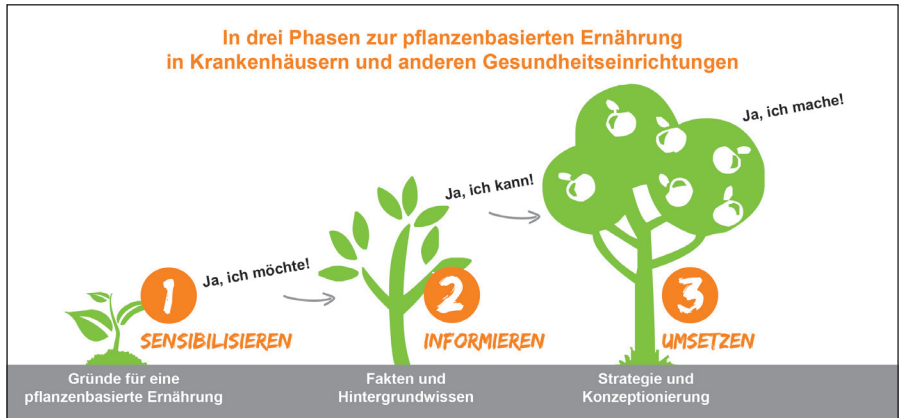 In drei Phasen zur pflanzenbasierten Ernährung
in Krankenhäusern und anderen Gesundheitseinrichtungen
Ja, ich möchte!
Ja, ich kann!
Ja, ich mache!
1
SENSIBILISIEREN
2
INFORMIEREN
3
UMSETZEN
Gründe für eine
pflanzenbasierte Ernährung
Fakten und
Hintergrundwissen
Strategie und
Konzeptionierung